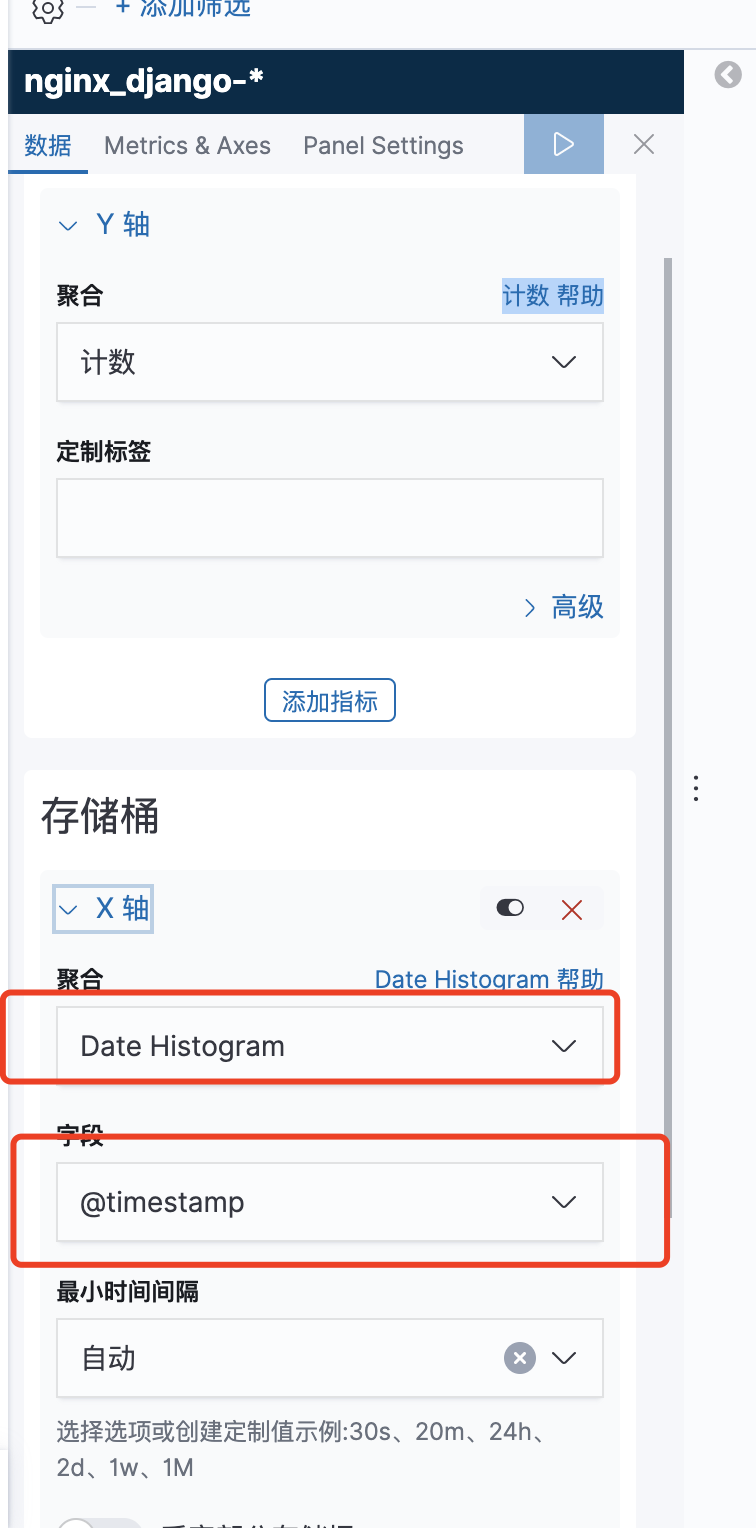 + 添加筛选
nginx_django-*
数据 Metrics & Axes Panel Settings
Y 轴
聚合 计数 帮助
计数
定制标签
高级
添加指标
存储桶
X 轴
聚合 Date Histogram 帮助
Date Histogram
字段
@timestamp
最小时间间隔
自动
选择选项或创建定制值示例:30s、20m、24h、
2d、1w、1M